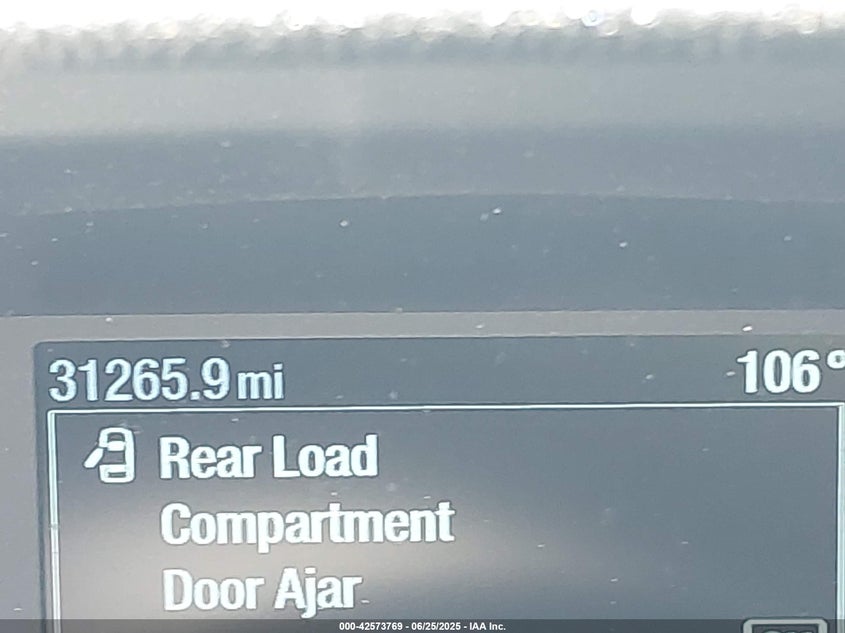 31265.9 mi 106°
Rear Load
Compartment
Door Ajar
000-42573769 - 06/25/2025 - IAA Inc.